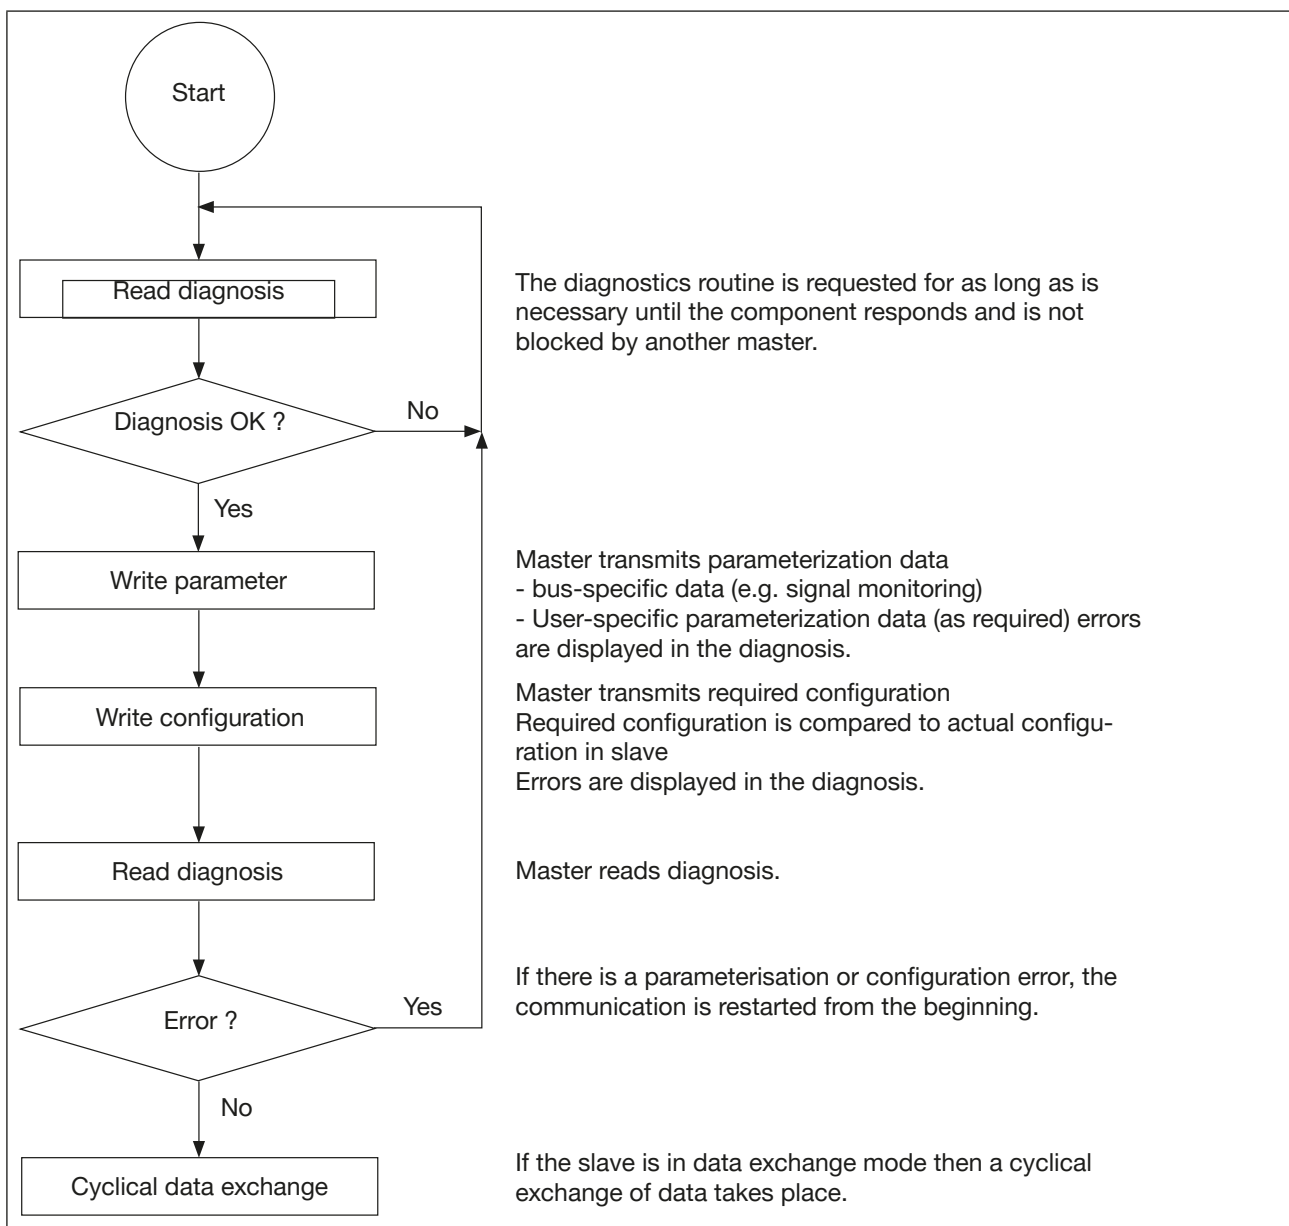 Start
Read diagnosis
The diagnostics routine is requested for as long as is
necessary until the component responds and is not
blocked by another master.
Diagnosis OK ?
No
Yes
Write parameter
Master transmits parameterization data
- bus-specific data (e.g. signal monitoring)
- User-specific parameterization data (as required) errors
are displayed in the diagnosis.
Write configuration
Master transmits required configuration
Required configuration is compared to actual configu-
ration in slave
Errors are displayed in the diagnosis.
Read diagnosis
Master reads diagnosis.
Error ?
Yes
If there is a parameterisation or configuration error, the
communication is restarted from the beginning.
No
Cyclical data exchange
If the slave is in data exchange mode then a cyclical
exchange of data takes place.